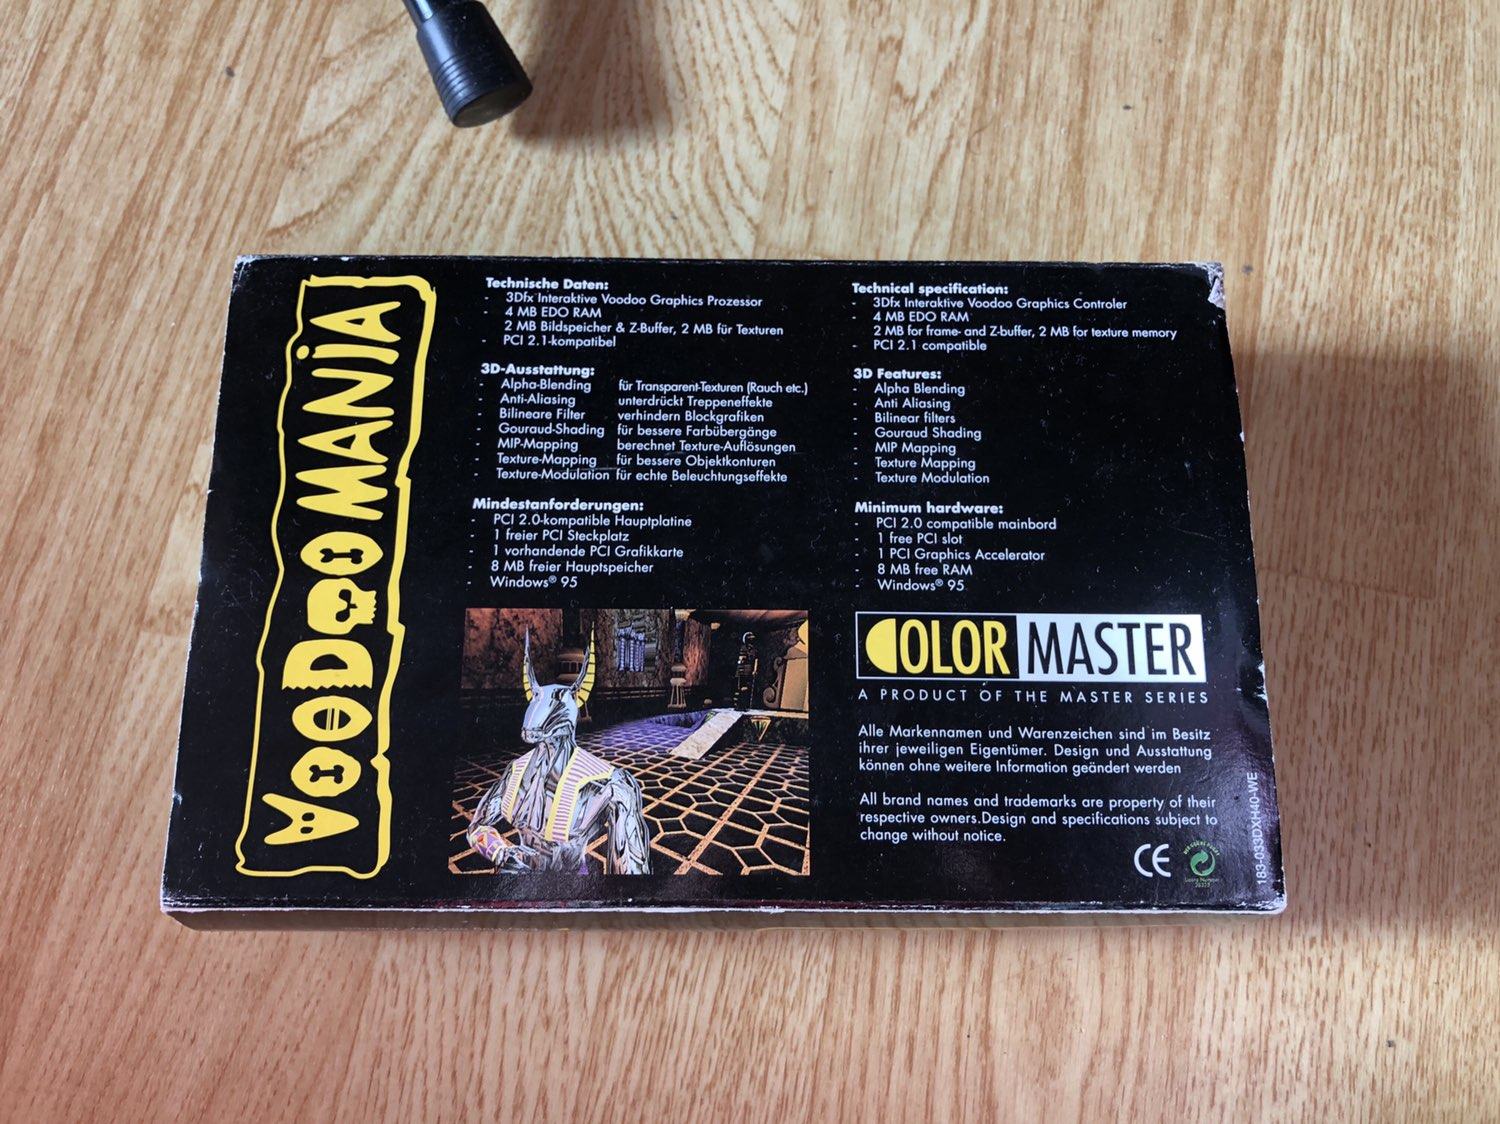 VOODOOMANiA
Technische Daten:
- 3Dfx Interaktive Voodoo Graphics Prozessor
- 4 MB EDO RAM
2 MB Bildspeicher & Z-Buffer, 2 MB für Texturen
- PCI 2.1-kompatibel
3D-Ausstattung:
- Alpha-Blending für Transparent-Texturen (Rauch etc.)
- Anti-Aliasing unterdrückt Treppeneffekte
- Bilineare Filter verhindern Blockgrafiken
- Gouraud-Shading für bessere Farbübergänge
- MIP-Mapping berechnet Texture-Auflösungen
- Texture-Mapping für bessere Objektkonturen
- Texture-Modulation für echte Beleuchtungseffekte
Mindestanforderungen:
- PCI 2.0-kompatible Hauptplatine
- 1 freier PCI Steckplatz
- 1 vorhandende PCI Grafikkarte
- 8 MB freier Hauptspeicher
- Windows® 95
Technical specification:
- 3Dfx Interaktive Voodoo Graphics Controler
- 4 MB EDO RAM
2 MB for frame- and Z-buffer, 2 MB for texture memory
- PCI 2.1 compatible
3D Features:
- Alpha Blending
- Anti Aliasing
- Bilinear filters
- Gouraud Shading
- MIP Mapping
- Texture Mapping
- Texture Modulation
Minimum hardware:
- PCI 2.0 compatible mainbord
- 1 free PCI slot
- 1 PCI Graphics Accelerator
- 8 MB free RAM
- Windows® 95
COLOR MASTER
A PRODUCT OF THE MASTER SERIES
Alle Markennamen und Warenzeichen sind im Besitz
ihrer jeweiligen Eigentümer. Design und Ausstattung
können ohne weitere Information geändert werden
All brand names and trademarks are property of their
respective owners.Design and specifications subject to
change without notice.
CE
DER GRÜNE PUNKT
183-033DXH40-WE